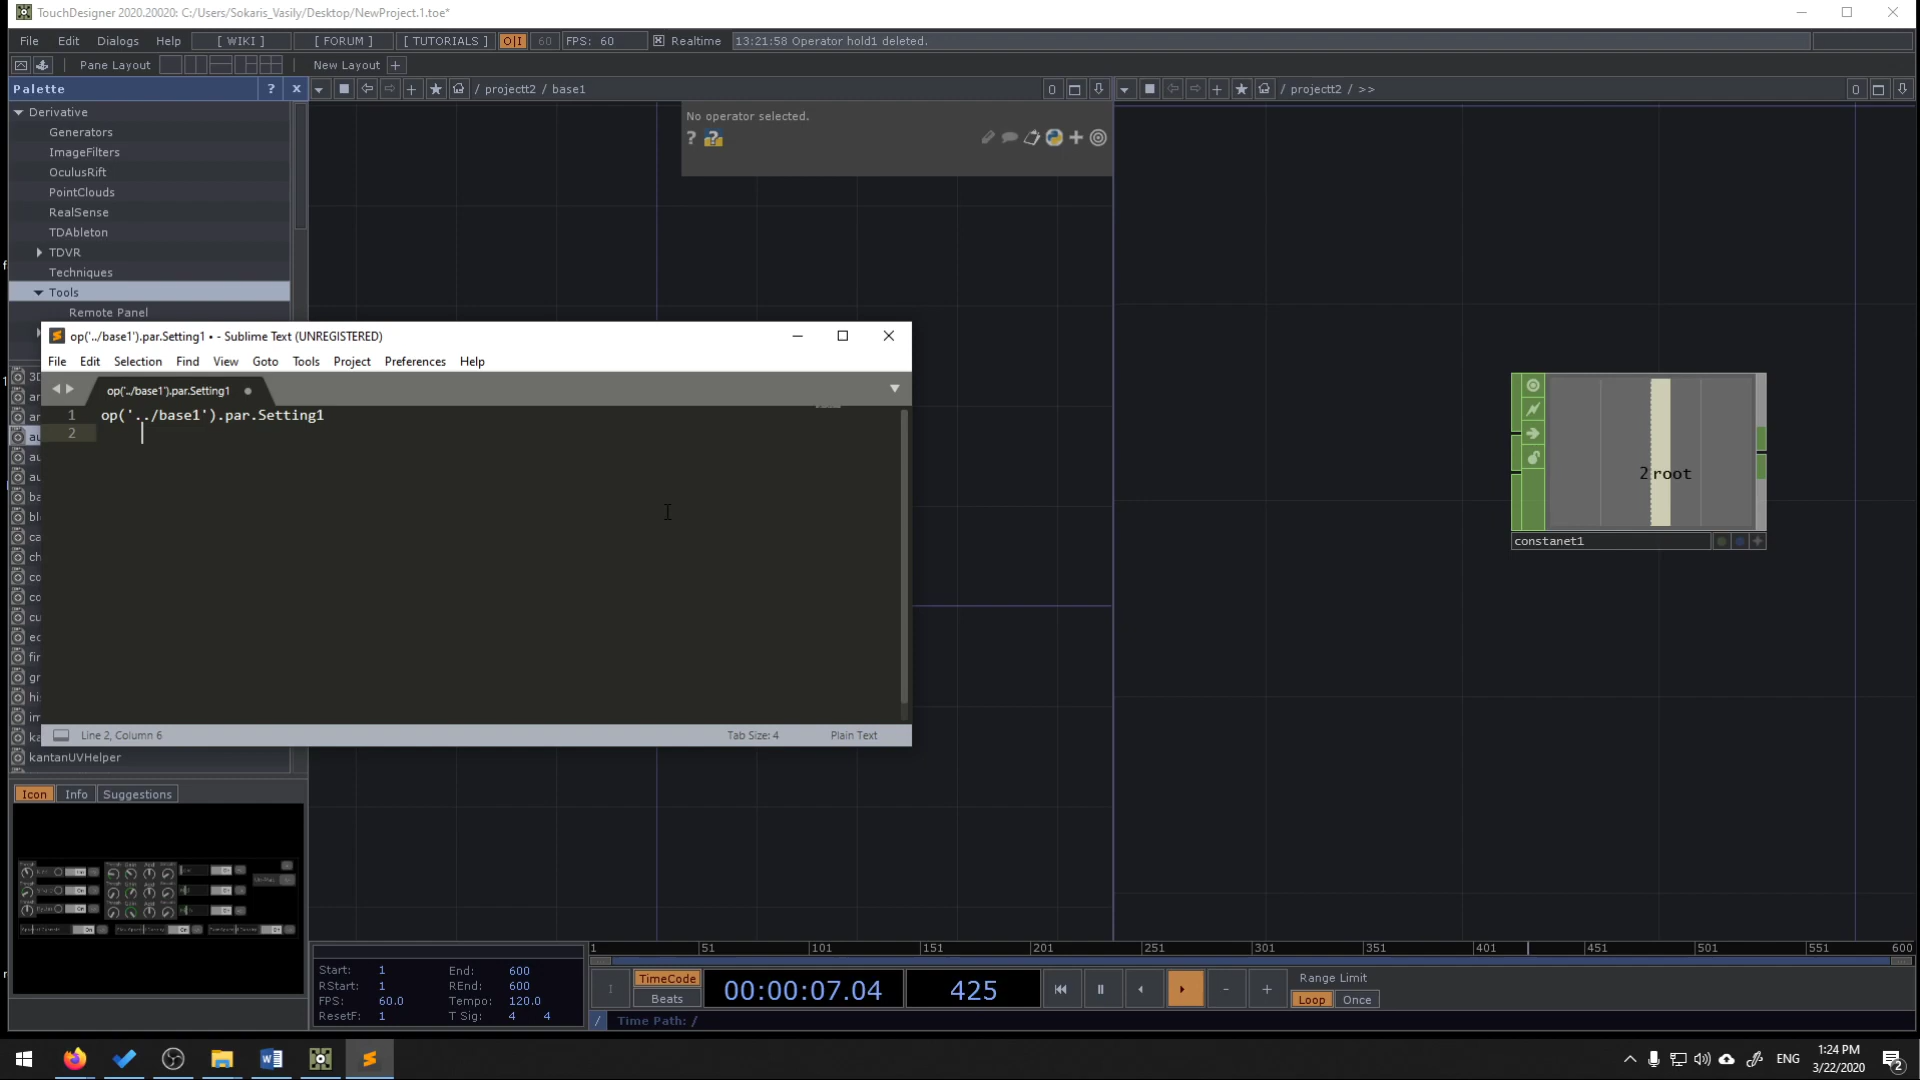 TouchDesigner 2020.20020: C:/Users/Sokaris_Vasily/Desktop/NewProject.1.toe*
File Edit Dialogs Help [ WIKI ] [ FORUM ] [ TUTORIALS ] O|I 60 FPS: 60 Realtime 13:21:58 Operator hold1 deleted.
Pane Layout New Layout +
Palette ? x / projectt2 / base1 0 / projectt2 / >> 0
Derivative
No operator selected.
Generators
ImageFilters
OculusRift
PointClouds
RealSense
TDAbleton
TDVR
Techniques
Tools
Remote Panel
op('../base1').par.Setting1 • - Sublime Text (UNREGISTERED)
File Edit Selection Find View Goto Tools Project Preferences Help
op('../base1').par.Setting1
1 op('../base1').par.Setting1
2
2 root
constanet1
Line 2, Column 6 Tab Size: 4 Plain Text
kantanUVHelper
Icon Info Suggestions
1 51 101 151 201 251 301 351 401 451 501 551 600
Start: 1 End: 600
RStart: 1 REnd: 600
FPS: 60.0 Tempo: 120.0
ResetF: 1 T Sig: 4 4
1 TimeCode Beats 00:00:07.04 425 - + Range Limit
Loop Once
/ Time Path: /
ENG 1:24 PM
3/22/2020 2